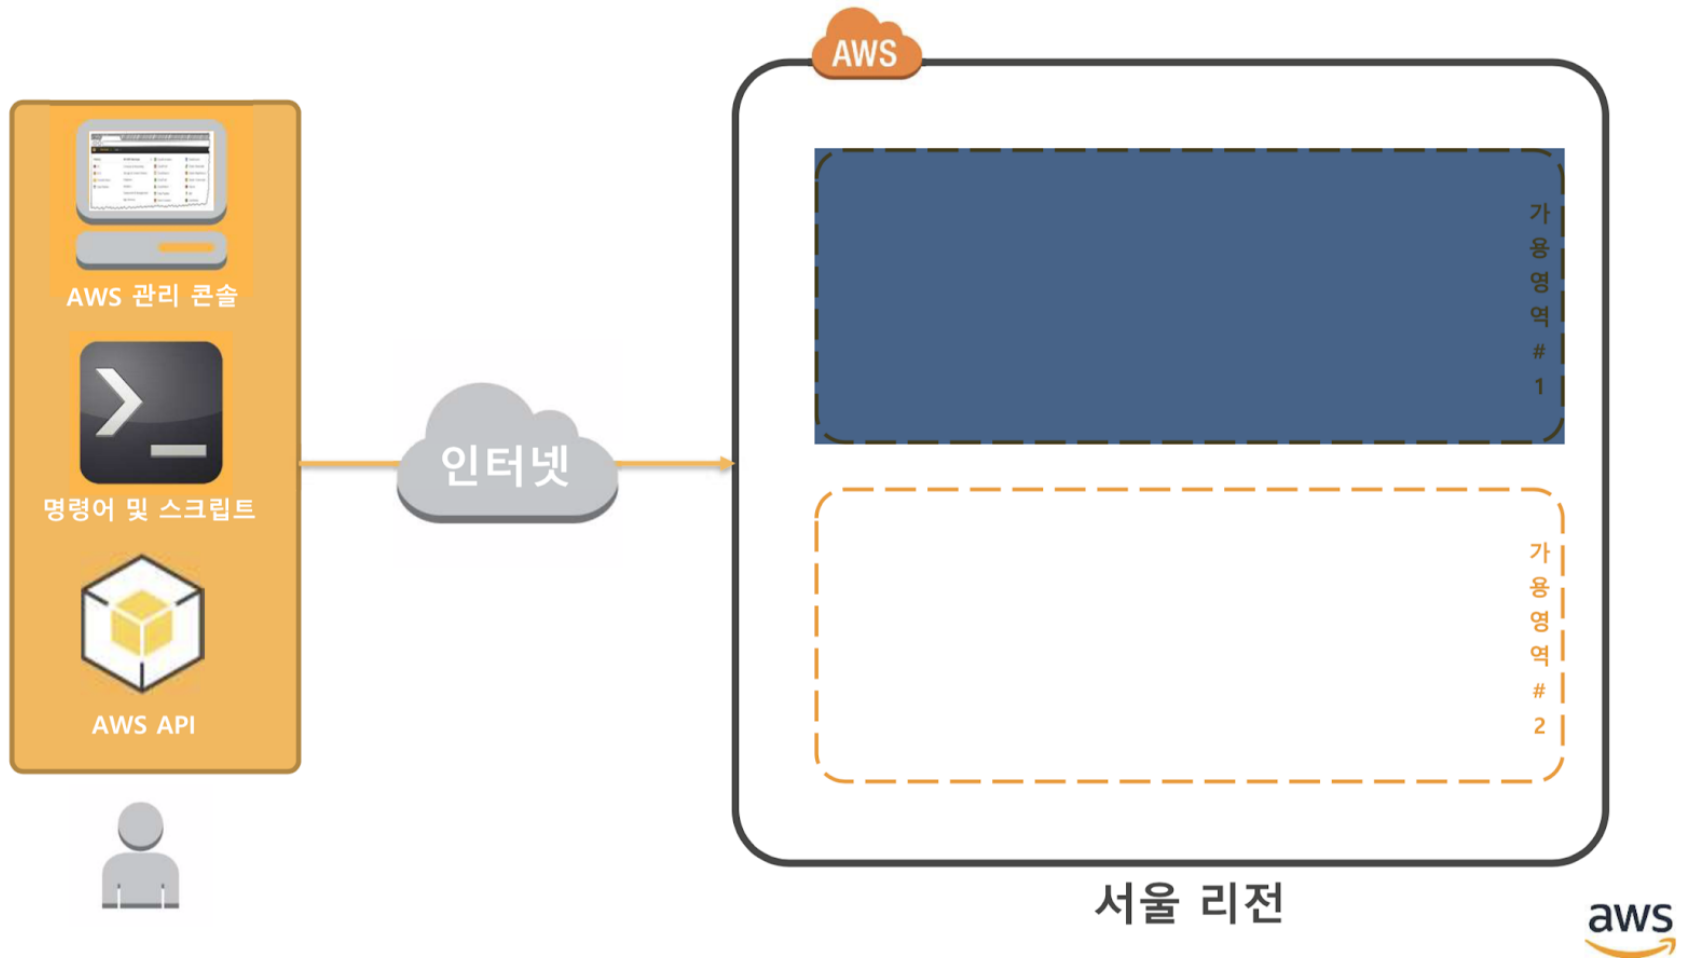 AWS
AWS 관리 콘솔
명령어 및 스크립트
AWS API
인터넷
가용영역#1
가용영역#2
서울 리전
aws